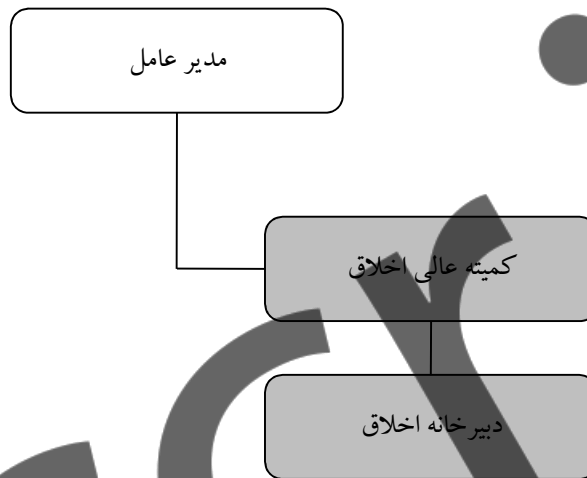 مدیر عامل
کمیته عالی اخلاق
دبیرخانه اخلاق